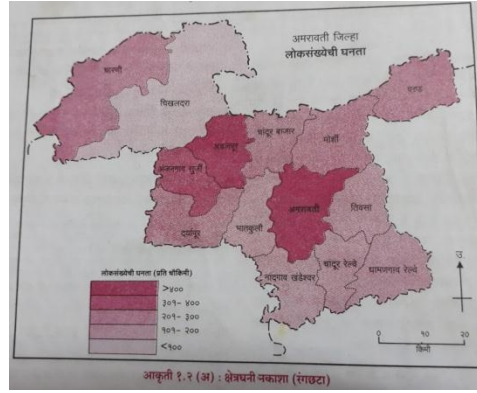 अमरावती जिल्हा
लोकसंख्येची घनता
धारणी
चिखलदरा
वरुड
अचलपूर
चांदूर बाजार
मोर्शी
अंजनगाव सुर्जी
अमरावती
तिवसा
दर्यापूर
भातकुली
चांदूर रेल्वे
नांदगाव खंडेश्वर
धामणगाव रेल्वे
उ.
लोकसंख्येची घनता (प्रति चौकिमी)
>४००
३०१- ४००
२०१- ३००
१०१- २००
<१००
० १० २०
किमी
आकृती १.२ (अ) : क्षेत्रघनी नकाशा (रंगछटा)